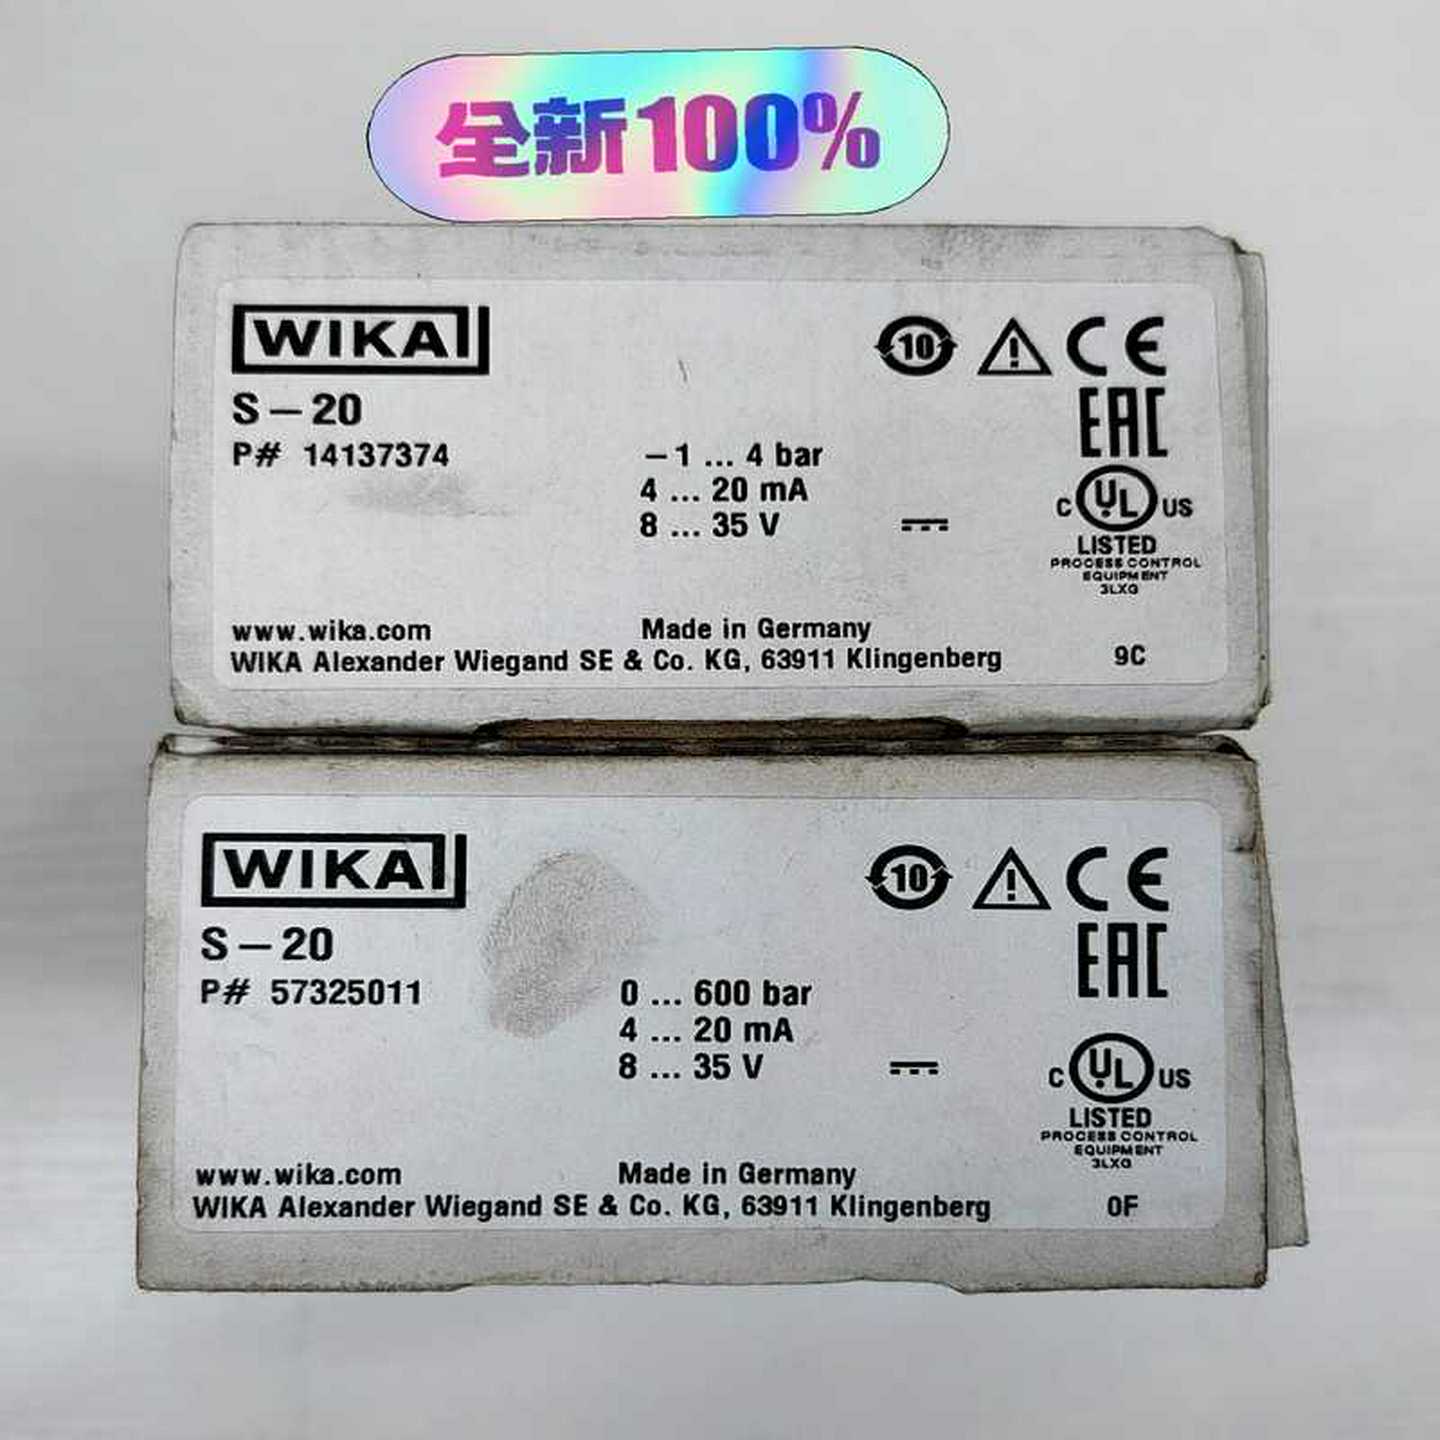 全新100%
WIKA
S-20
P# 14137374
-1 ... 4 bar
4 ... 20 mA
8 ... 35 V
10
CE
EAC
C UL US
LISTED
PROCESS CONTROL
EQUIPMENT
3LXG
www.wika.com
Made in Germany
WIKA Alexander Wiegand SE & Co. KG, 63911 Klingenberg
9C
WIKA
S-20
P# 57325011
0 ... 600 bar
4 ... 20 mA
8 ... 35 V
10
CE
EAC
C UL US
LISTED
PROCESS CONTROL
EQUIPMENT
3LXG
www.wika.com
Made in Germany
WIKA Alexander Wiegand SE & Co. KG, 63911 Klingenberg
0F